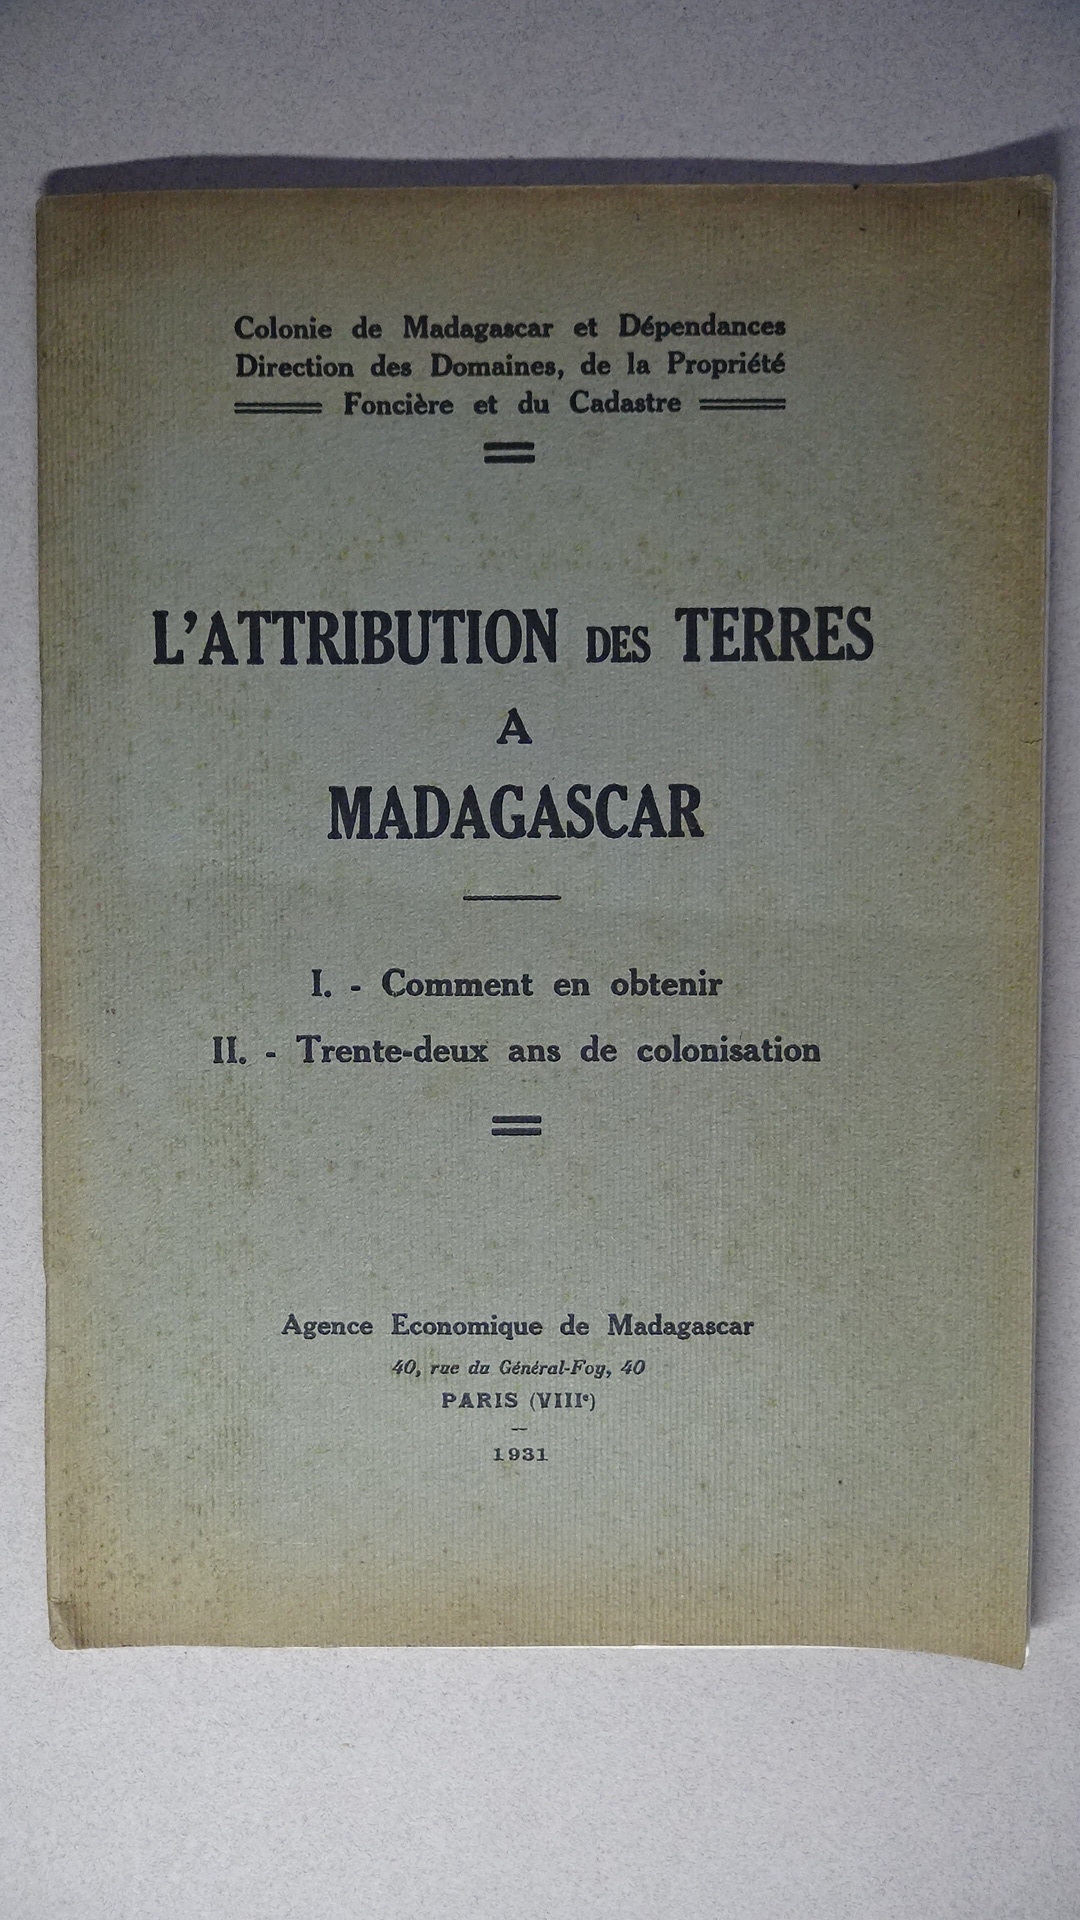 Colonie de Madagascar et Dépendances
Direction des Domaines, de la Propriété
Foncière et du Cadastre
L'ATTRIBUTION DES TERRES
A
MADAGASCAR
I. - Comment en obtenir
II. - Trente-deux ans de colonisation
Agence Economique de Madagascar
40, rue du Général-Foy, 40
PARIS (VIIIᵉ)
1931